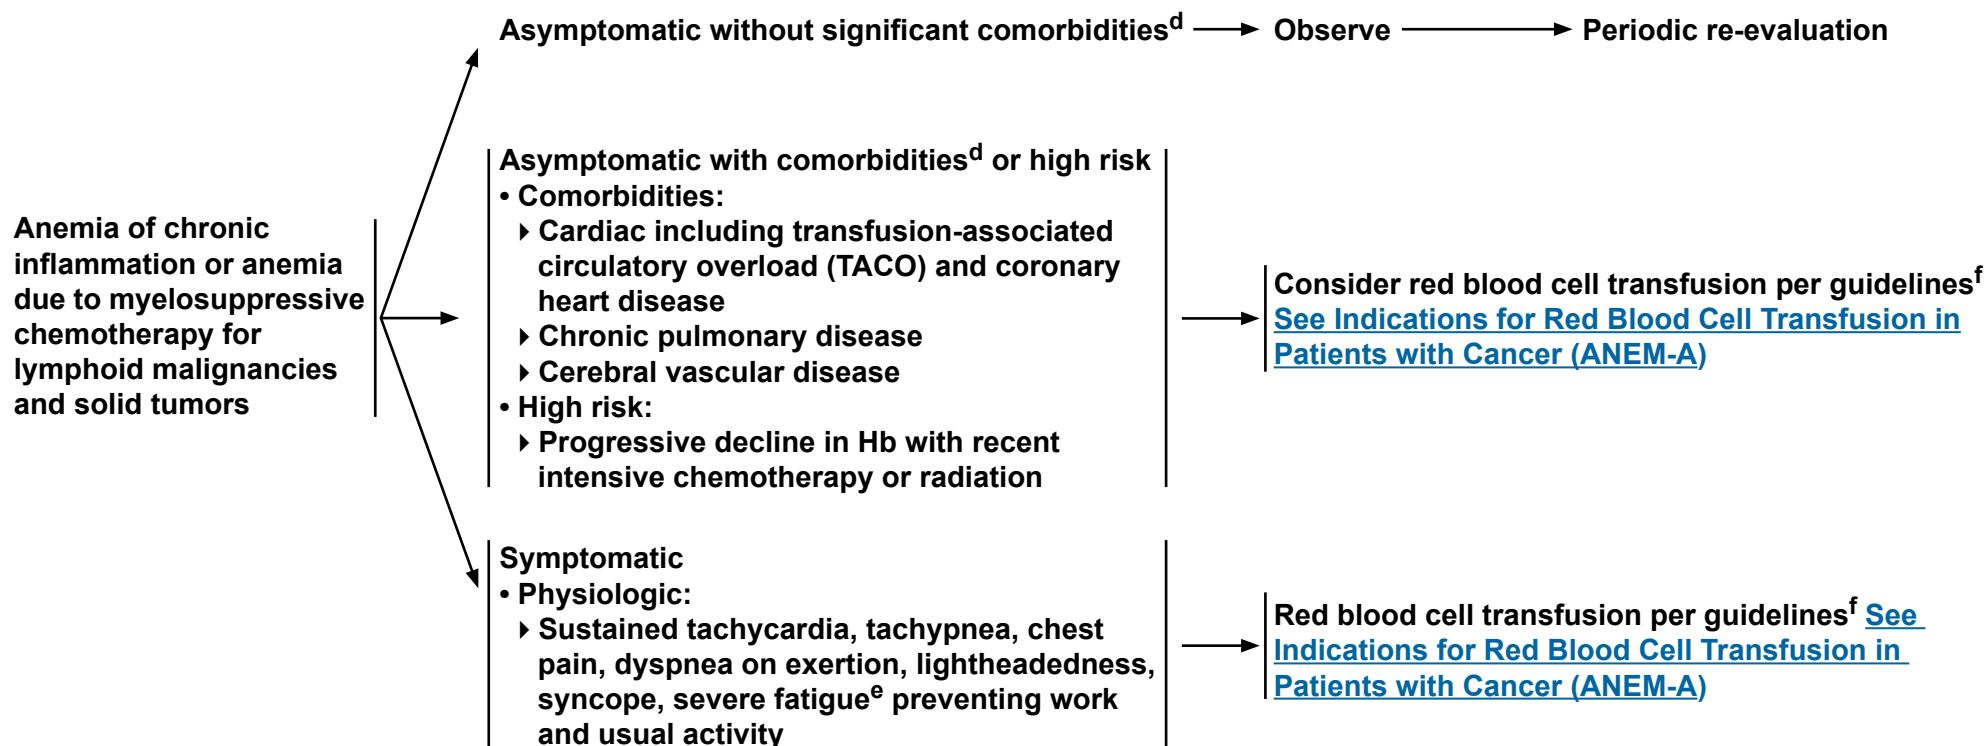 Asymptomatic without significant comorbiditiesd
Observe
Periodic re-evaluation
Anemia of chronic
inflammation or anemia
due to myelosuppressive
chemotherapy for
lymphoid malignancies
and solid tumors
Asymptomatic with comorbiditiesd or high risk
• Comorbidities:
Cardiac including transfusion-associated
circulatory overload (TACO) and coronary
heart disease
Chronic pulmonary disease
Cerebral vascular disease
• High risk:
Progressive decline in Hb with recent
intensive chemotherapy or radiation
Consider red blood cell transfusion per guidelinesf
See Indications for Red Blood Cell Transfusion in
Patients with Cancer (ANEM-A)
Symptomatic
• Physiologic:
Sustained tachycardia, tachypnea, chest
pain, dyspnea on exertion, lightheadedness,
syncope, severe fatiguee preventing work
and usual activity
Red blood cell transfusion per guidelinesf See
Indications for Red Blood Cell Transfusion in
Patients with Cancer (ANEM-A)